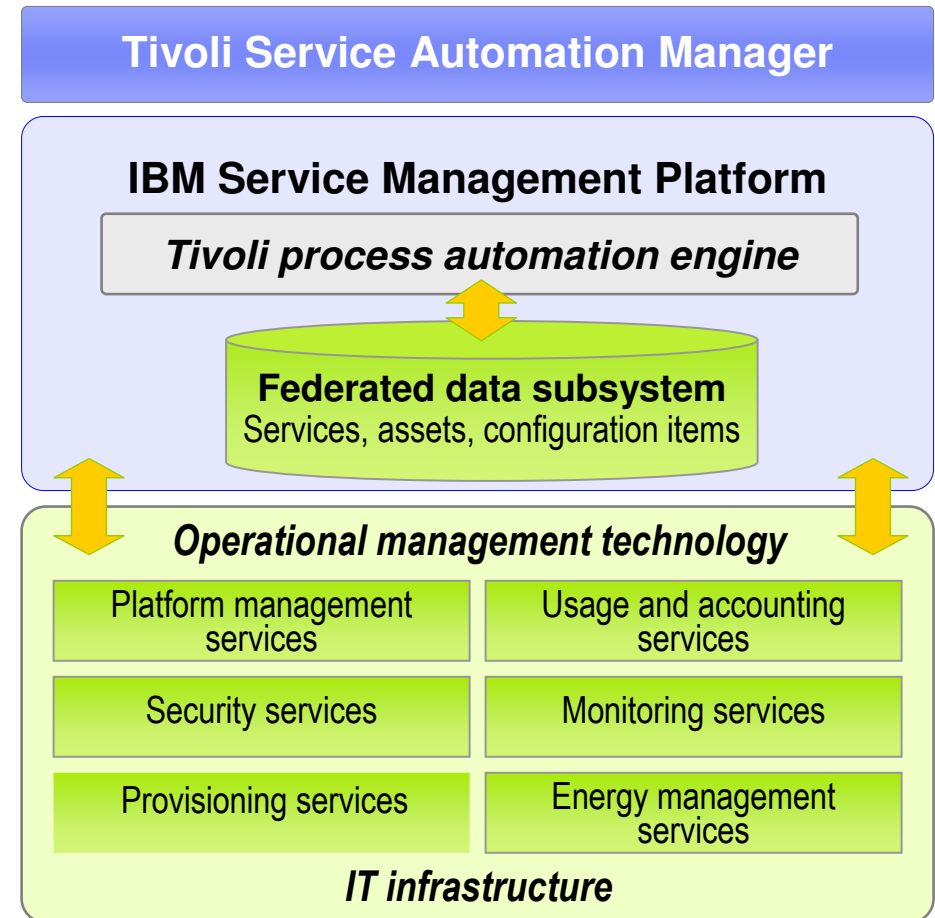 Tivoli Service Automation Manager
IBM Service Management Platform
Tivoli process automation engine
Federated data subsystem
Services, assets, configuration items
Operational management technology
Platform management
services
Usage and accounting
services
Security services
Monitoring services
Provisioning services
Energy management
services
IT infrastructure